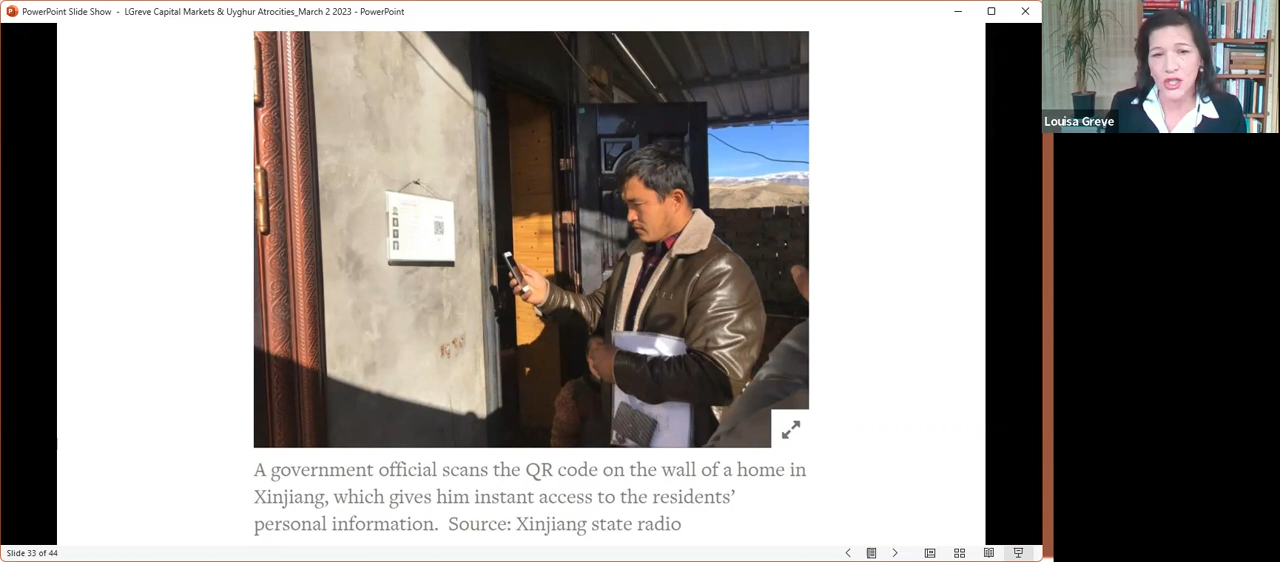 PowerPoint Slide Show - LGreve Capital Markets & Uyghur Atrocities_March 2 2023 - PowerPoint
Louisa Greve
A government official scans the QR code on the wall of a home in
Xinjiang, which gives him instant access to the residents’
personal information.  Source: Xinjiang state radio
Slide 33 of 44